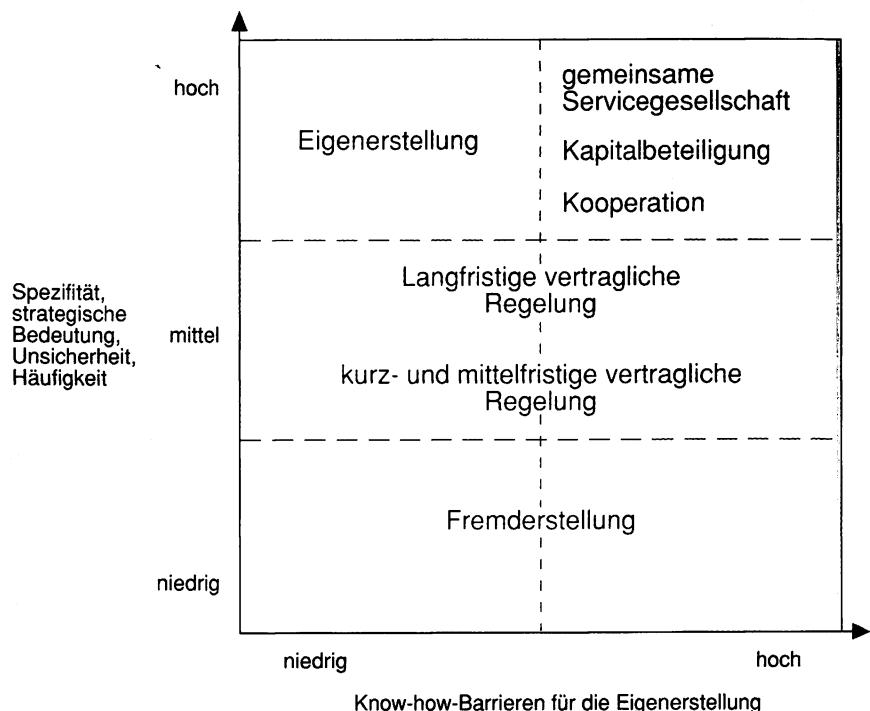 hoch
gemeinsame
Servicegesellschaft
Eigenerstellung
Kapitalbeteiligung
Kooperation
Spezifität,
strategische
Bedeutung,
Unsicherheit,
Häufigkeit
mittel
Langfristige vertragliche
Regelung
kurz- und mittelfristige vertragliche
Regelung
Fremderstellung
niedrig
niedrig
hoch
Know-how-Barrieren für die Eigenerstellung